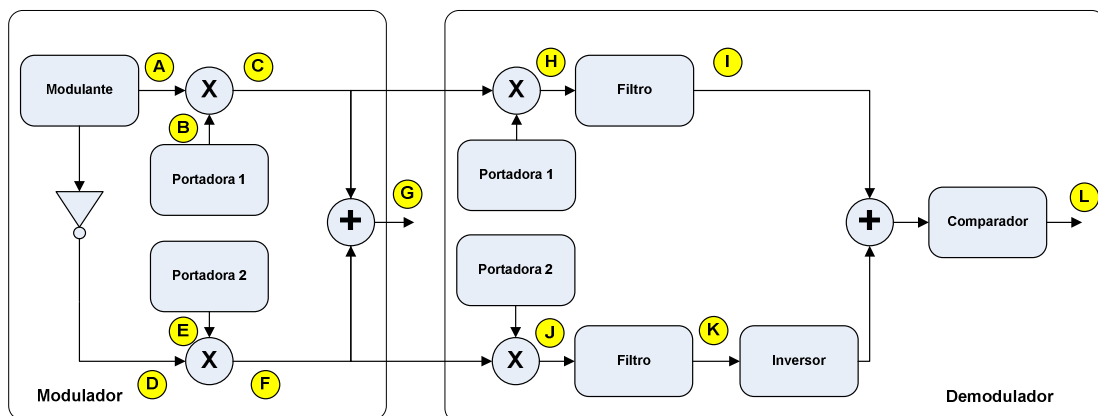 A
C
H
I
Modulante
X
X
Filtro
B
Portadora 1
Portadora 1
G
L
+
+
Comparador
Portadora 2
Portadora 2
E
J
K
X
X
Filtro
Inversor
D
F
Modulador
Demodulador